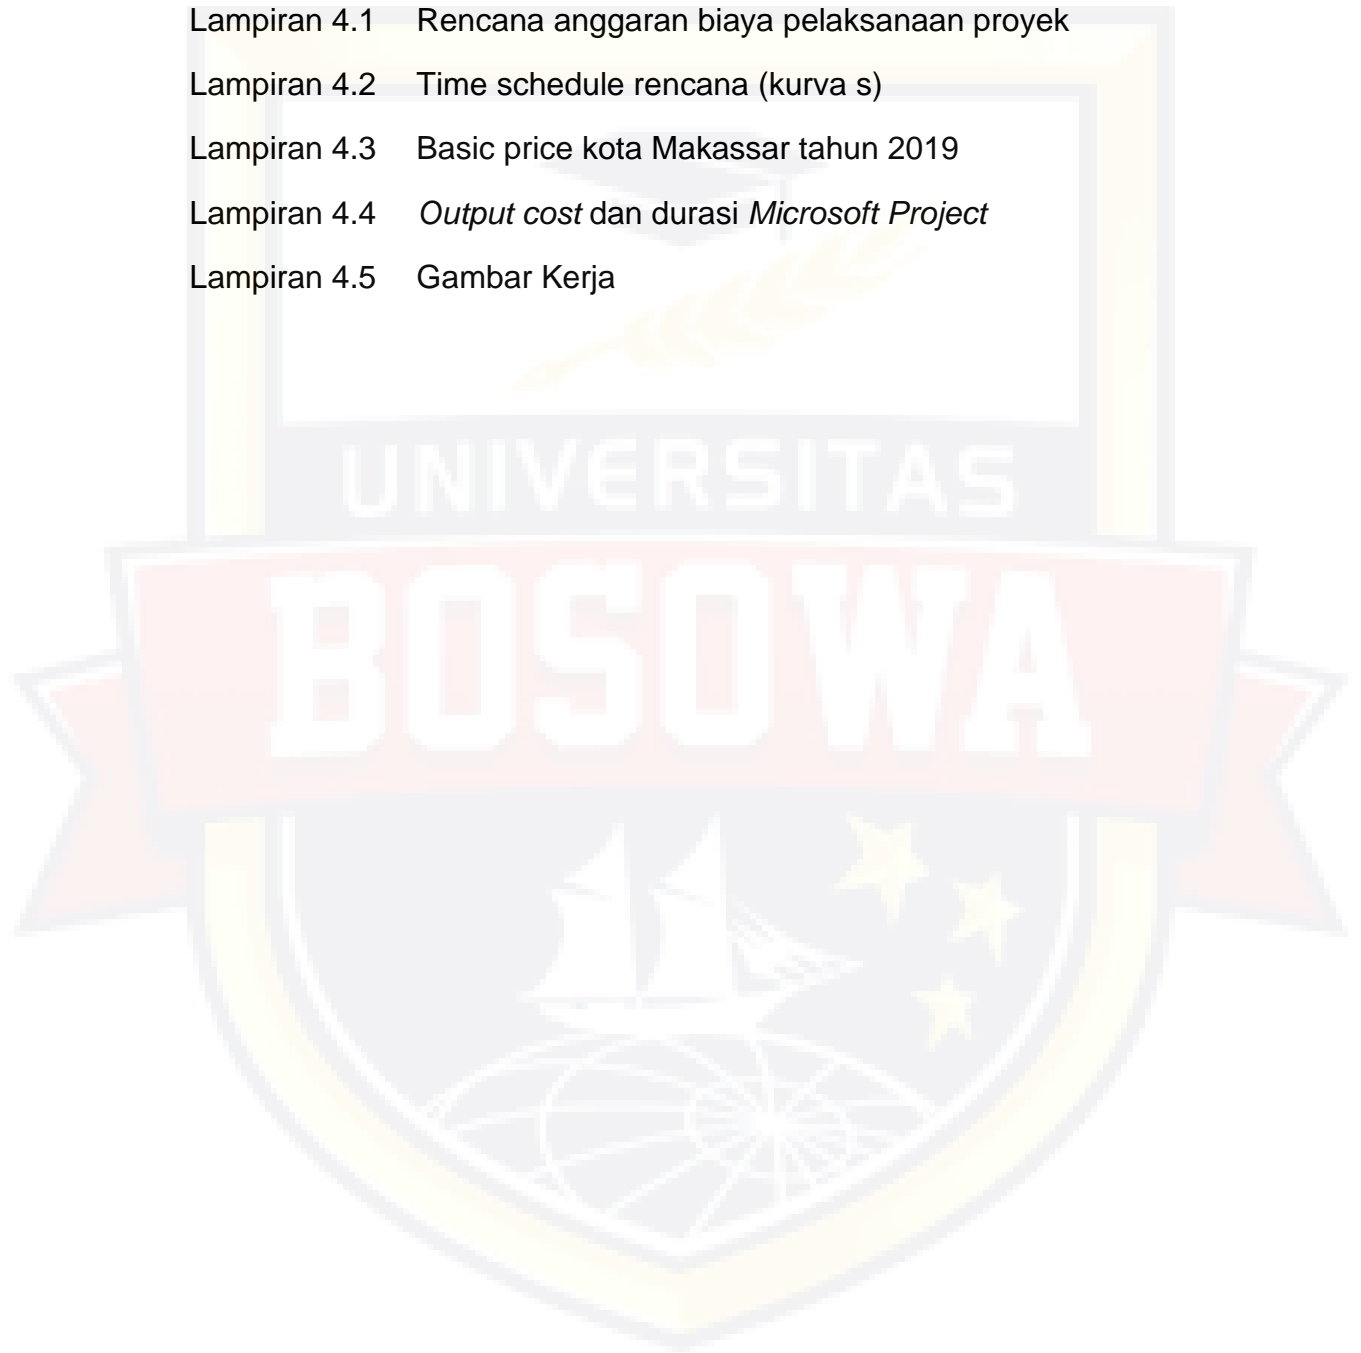 Lampiran 4.1 Rencana anggaran biaya pelaksanaan proyek
Lampiran 4.2 Time schedule rencana (kurva s)
Lampiran 4.3 Basic price kota Makassar tahun 2019
Lampiran 4.4 Output cost dan durasi Microsoft Project
Lampiran 4.5 Gambar Kerja
UNIVERSITAS
BOSOWA